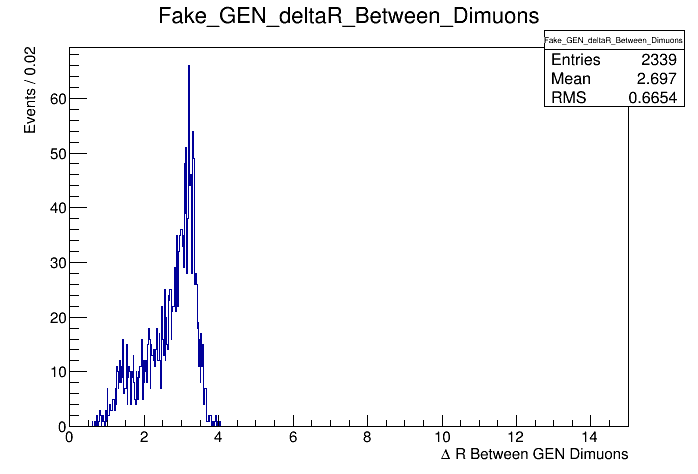 Fake_GEN_deltaR_Between_Dimuons
Fake_GEN_deltaR_Between_Dimuons
Entries 2339
Mean 2.697
RMS 0.6654
Events / 0.02
60
50
40
30
20
10
0
0 2 4 6 8 10 12 14
Δ R Between GEN Dimuons